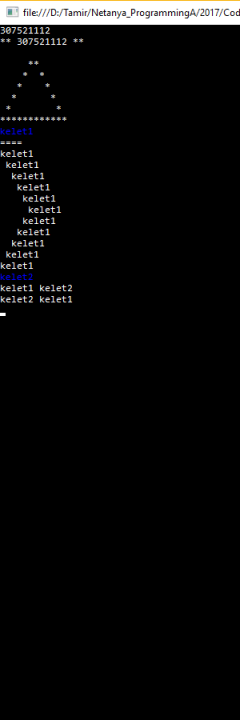 file:///D:/Tamir/Netanya_ProgrammingA/2017/Cod
307521112
** 307521112 **
**
*  *
*    *
*      *
*        *
************
kelet1
====
kelet1
kelet1
kelet1
kelet1
kelet1
kelet1
kelet1
kelet1
kelet1
kelet1
kelet1
kelet2
kelet1 kelet2
kelet2 kelet1